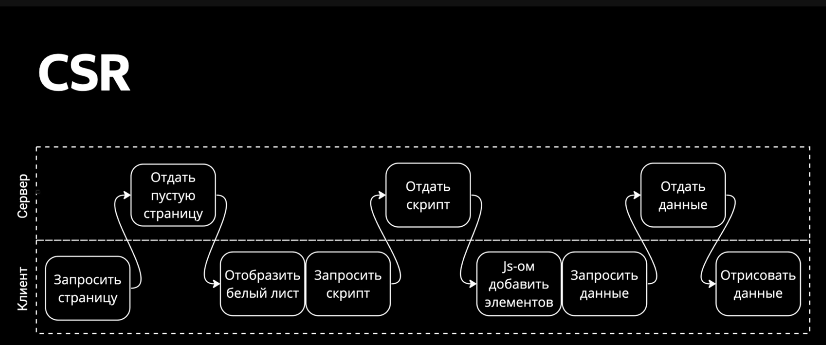 CSR
Сервер
Отдать
пустую
страницу
Отдать
скрипт
Отдать
данные
Клиент
Запросить
страницу
Отобразить
белый лист
Запросить
скрипт
Js-ом
добавить
элементов
Запросить
данные
Отрисовать
данные